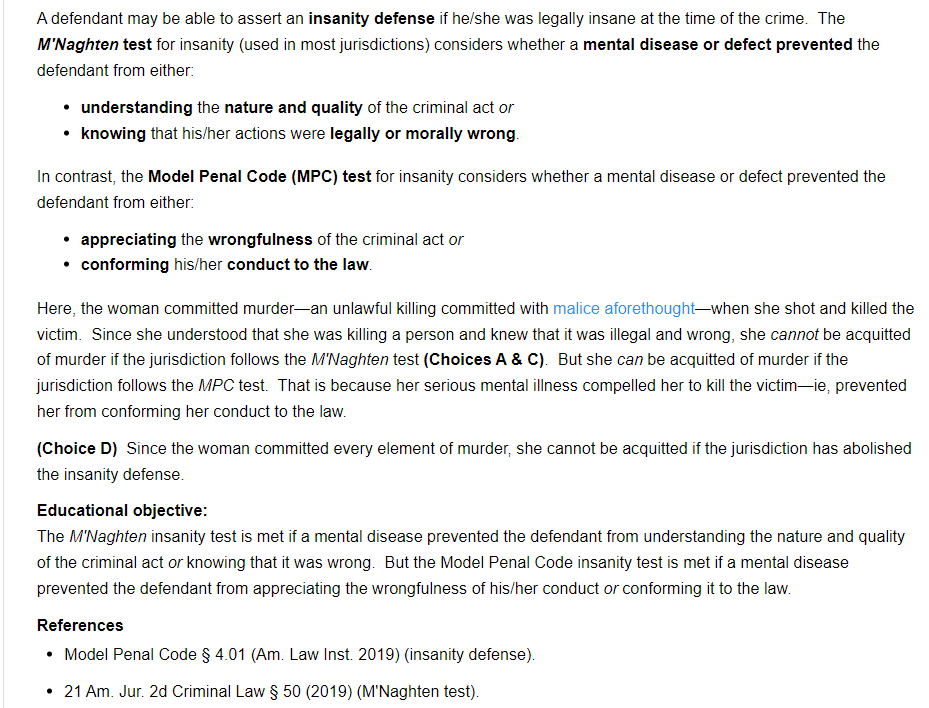 A defendant may be able to assert an insanity defense if he/she was legally insane at the time of the crime. The
M'Naghten test for insanity (used in most jurisdictions) considers whether a mental disease or defect prevented the
defendant from either:
• understanding the nature and quality of the criminal act or
• knowing that his/her actions were legally or morally wrong.
In contrast, the Model Penal Code (MPC) test for insanity considers whether a mental disease or defect prevented the
defendant from either:
• appreciating the wrongfulness of the criminal act or
• conforming his/her conduct to the law.
Here, the woman committed murder—an unlawful killing committed with malice aforethought—when she shot and killed the
victim. Since she understood that she was killing a person and knew that it was illegal and wrong, she cannot be acquitted
of murder if the jurisdiction follows the M'Naghten test (Choices A & C). But she can be acquitted of murder if the
jurisdiction follows the MPC test. That is because her serious mental illness compelled her to kill the victim—ie, prevented
her from conforming her conduct to the law.
(Choice D) Since the woman committed every element of murder, she cannot be acquitted if the jurisdiction has abolished
the insanity defense.
Educational objective:
The M'Naghten insanity test is met if a mental disease prevented the defendant from understanding the nature and quality
of the criminal act or knowing that it was wrong. But the Model Penal Code insanity test is met if a mental disease
prevented the defendant from appreciating the wrongfulness of his/her conduct or conforming it to the law.
References
• Model Penal Code § 4.01 (Am. Law Inst. 2019) (insanity defense).
• 21 Am. Jur. 2d Criminal Law § 50 (2019) (M'Naghten test).